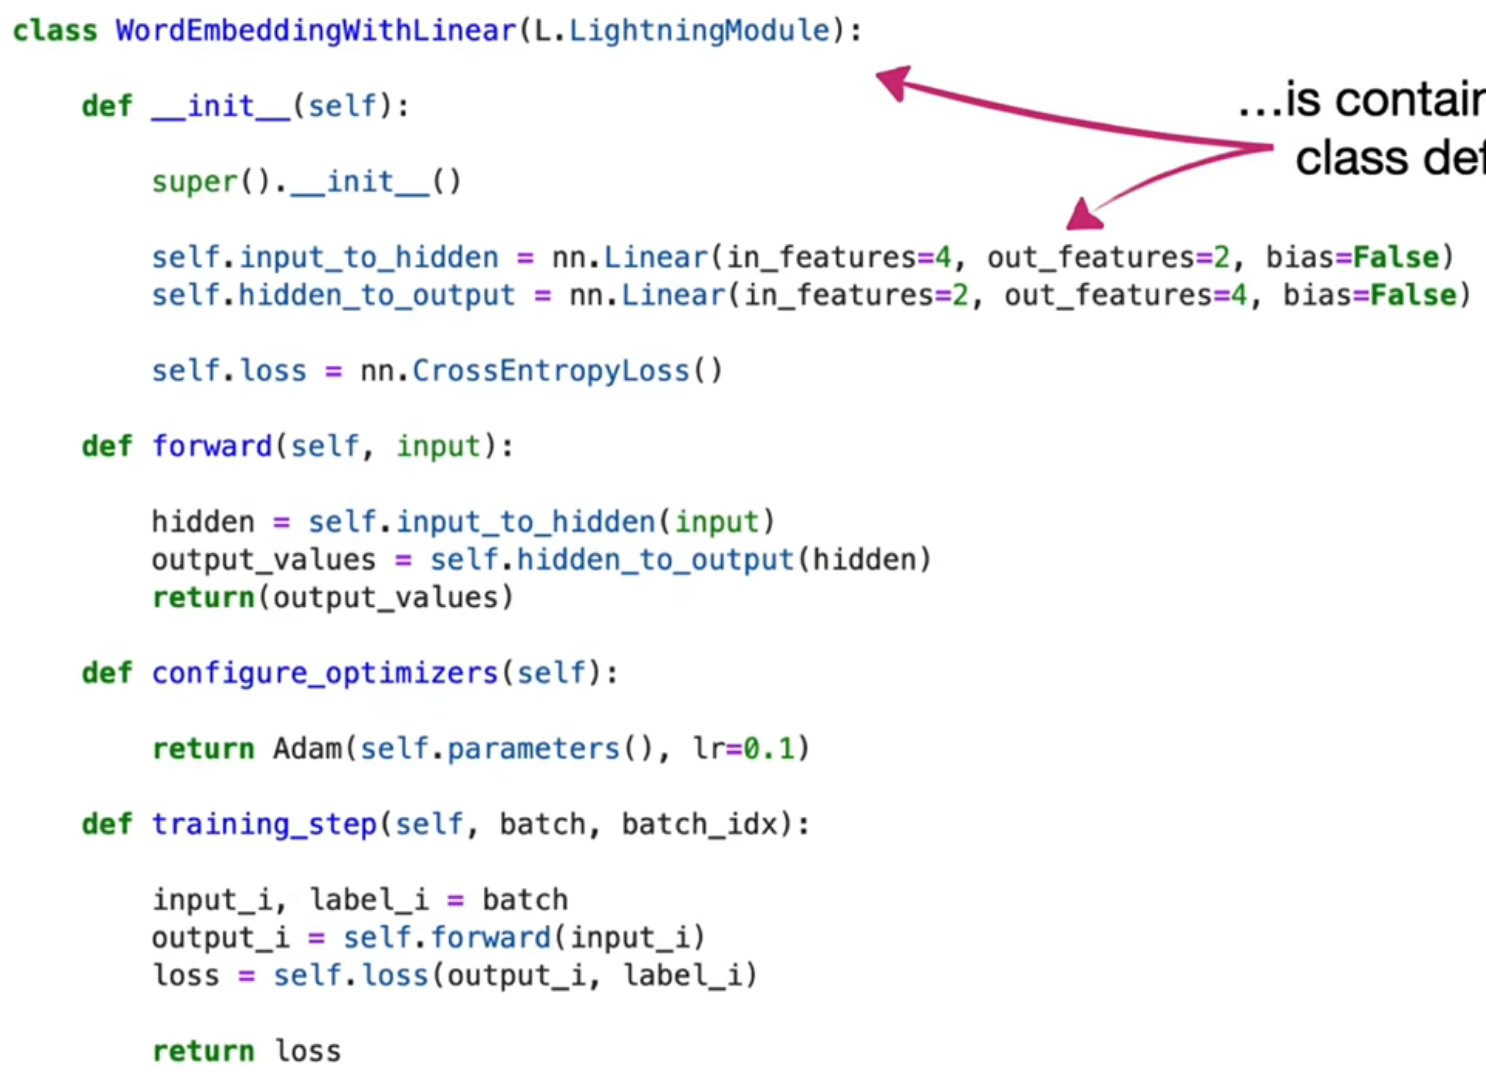 class WordEmbeddingWithLinear(L.LightningModule):
def __init__(self):
super().__init__()
...is contain
class def
self.input_to_hidden = nn.Linear(in_features=4, out_features=2, bias=False)
self.hidden_to_output = nn.Linear(in_features=2, out_features=4, bias=False)
self.loss = nn.CrossEntropyLoss()
def forward(self, input):
hidden = self.input_to_hidden(input)
output_values = self.hidden_to_output(hidden)
return(output_values)
def configure_optimizers(self):
return Adam(self.parameters(), lr=0.1)
def training_step(self, batch, batch_idx):
input_i, label_i = batch
output_i = self.forward(input_i)
loss = self.loss(output_i, label_i)
return loss